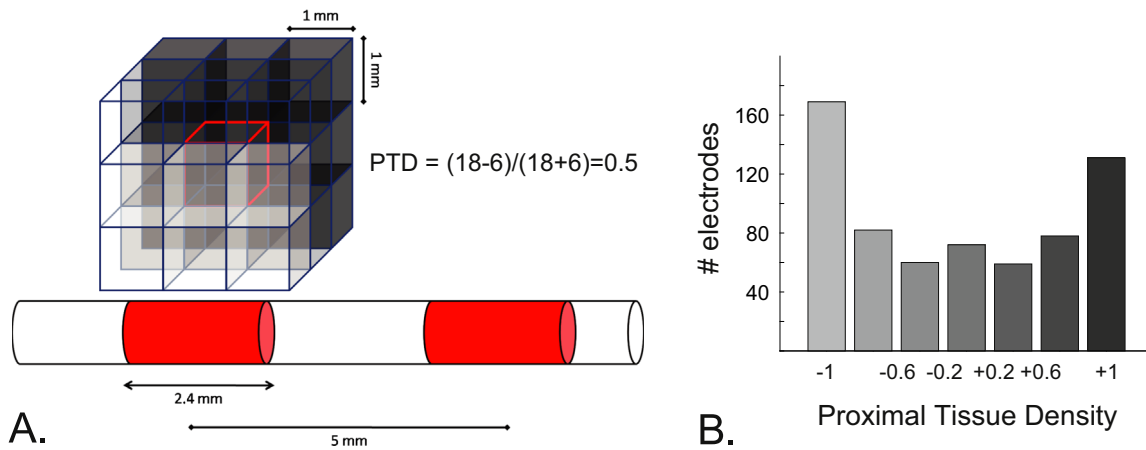 1 mm
1 mm
PTD = (18-6)/(18+6)=0.5
2.4 mm
5 mm
A.
# electrodes
160
120
80
40
-1 -0.6 -0.2 +0.2 +0.6 +1
Proximal Tissue Density
B.